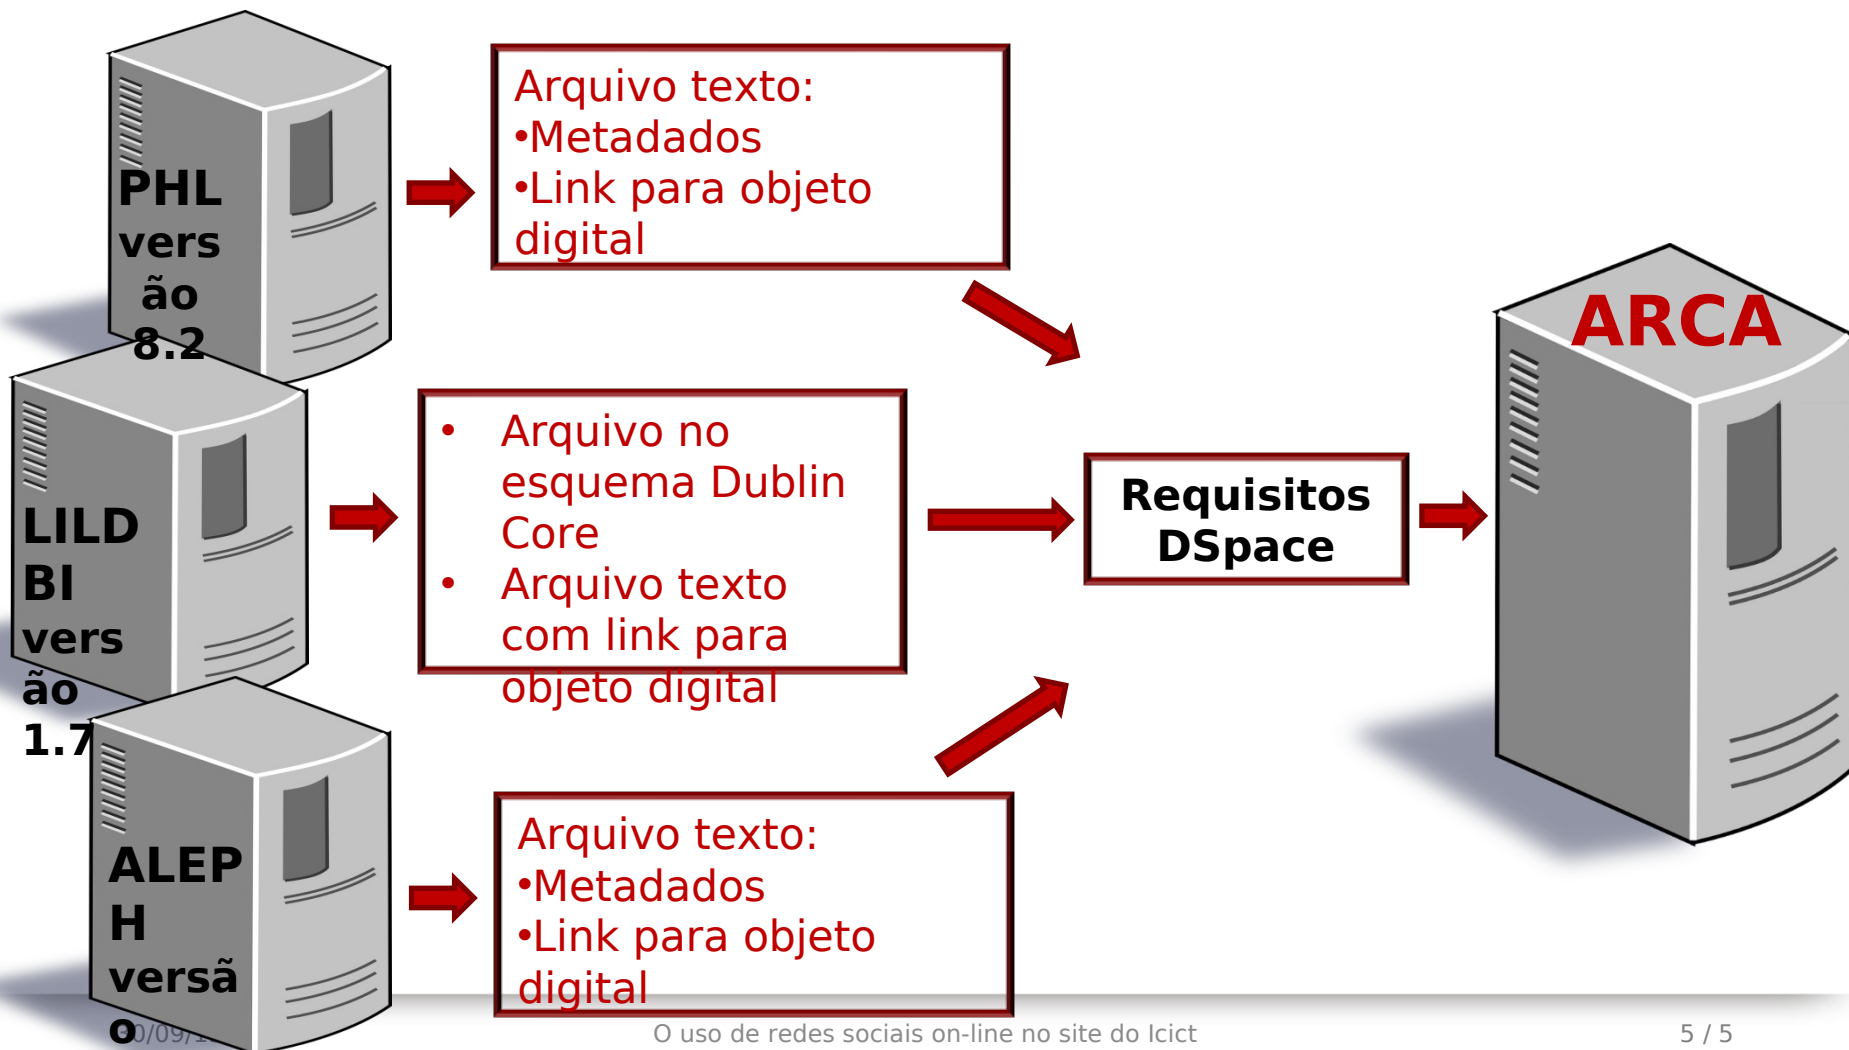 PHL
vers
ão
8.2
Arquivo texto:
•Metadados
•Link para objeto
digital
LILD
BI
vers
ão
1.7
• Arquivo no
esquema Dublin
Core
• Arquivo texto
com link para
objeto digital
Requisitos
DSpace
ARCA
ALEP
H
versã
o
Arquivo texto:
•Metadados
•Link para objeto
digital
O uso de redes sociais on-line no site do Icict
5 / 5